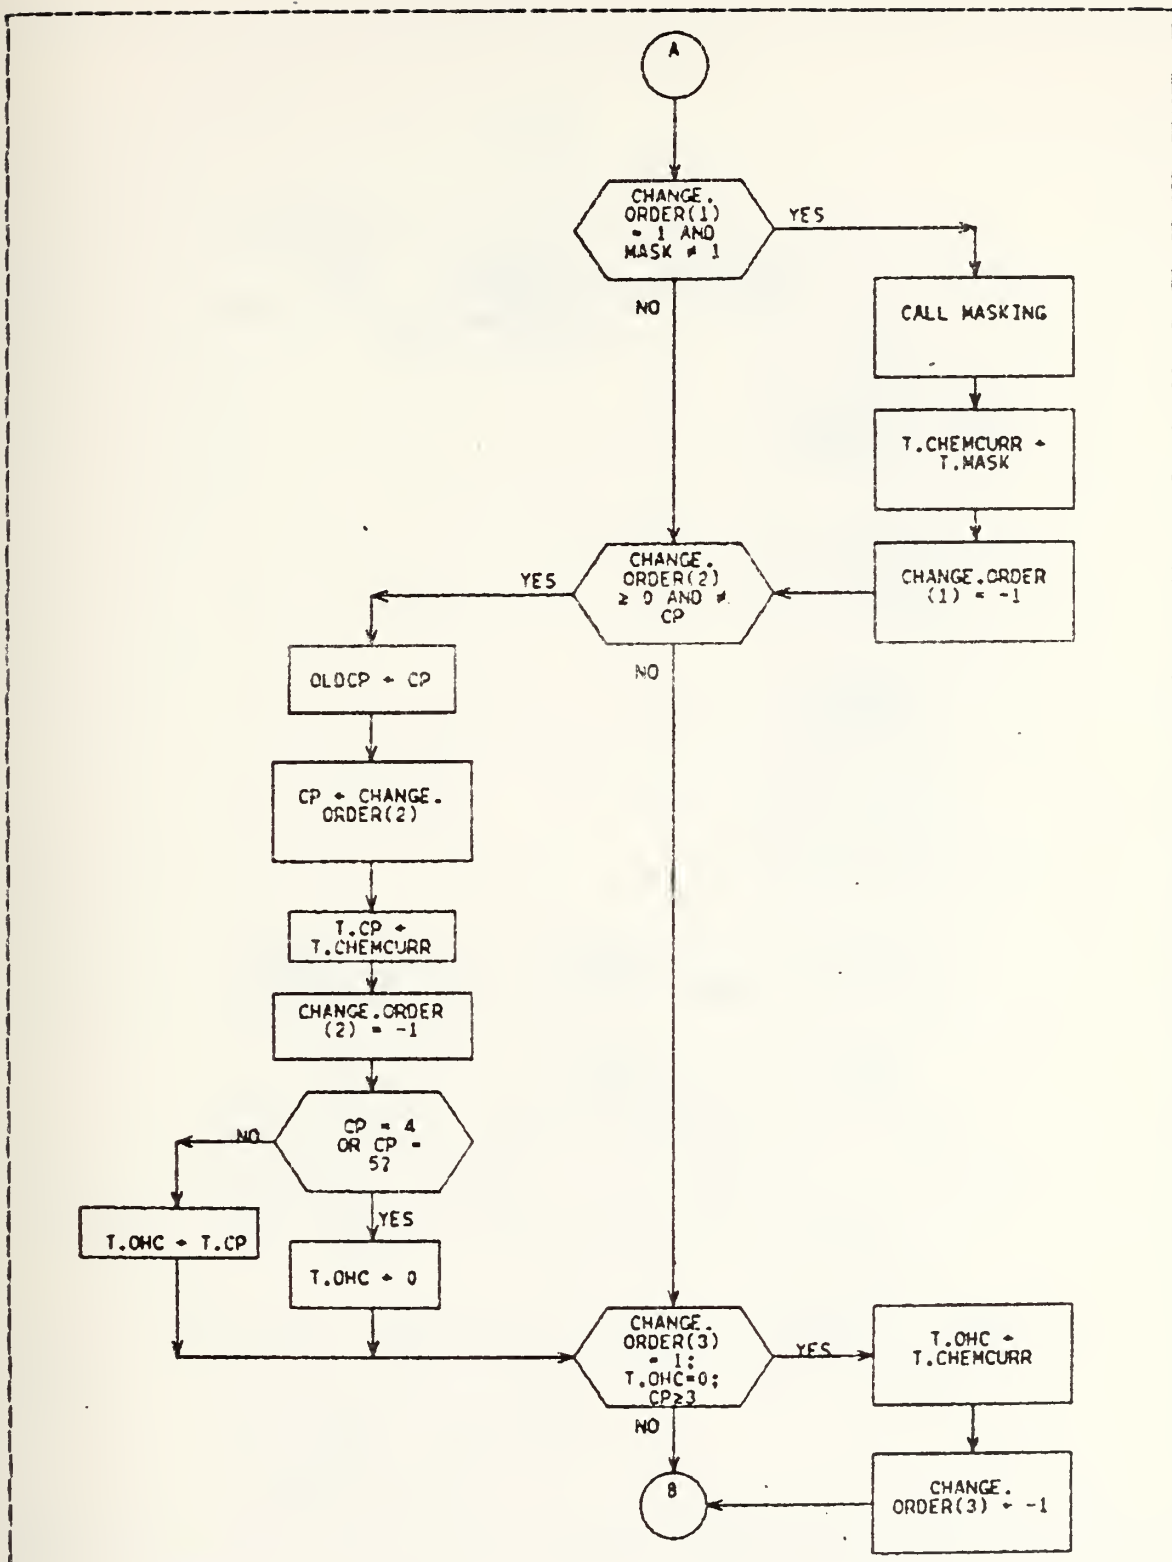 A
CHANGE.
ORDER(1)
= 1 AND
MASK ≠ 1
YES
NO
CALL MASKING
T.CHEMCURR ←
T.MASK
CHANGE.ORDER
(1) = -1
CHANGE.
ORDER(2)
≥ 0 AND ≠
CP
YES
NO
OLDCP ← CP
CP ← CHANGE.
ORDER(2)
T.CP ←
T.CHEMCURR
CHANGE.ORDER
(2) = -1
CP = 4
OR CP =
5?
NO
YES
T.OHC ← T.CP
T.OHC ← 0
CHANGE.
ORDER(3)
= 1;
T.OHC=0;
CP≥3
YES
NO
T.OHC ←
T.CHEMCURR
CHANGE.
ORDER(3) ← -1
B